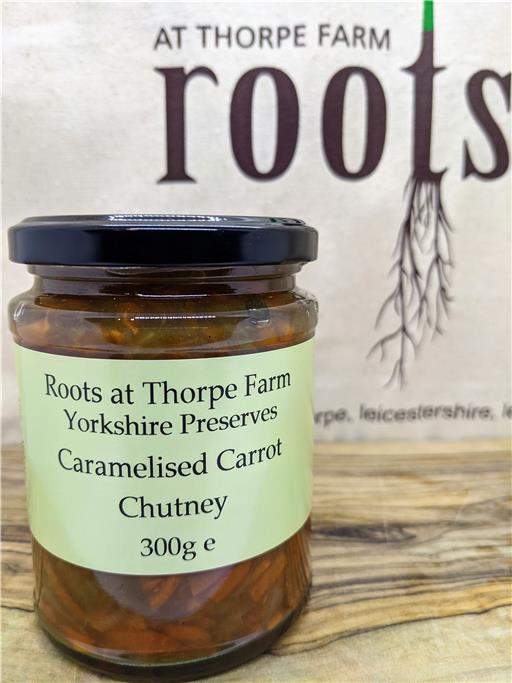 AT THORPE FARM
roots
rpe, leicestershire, le
Roots at Thorpe Farm
Yorkshire Preserves
Caramelised Carrot
Chutney
300g e